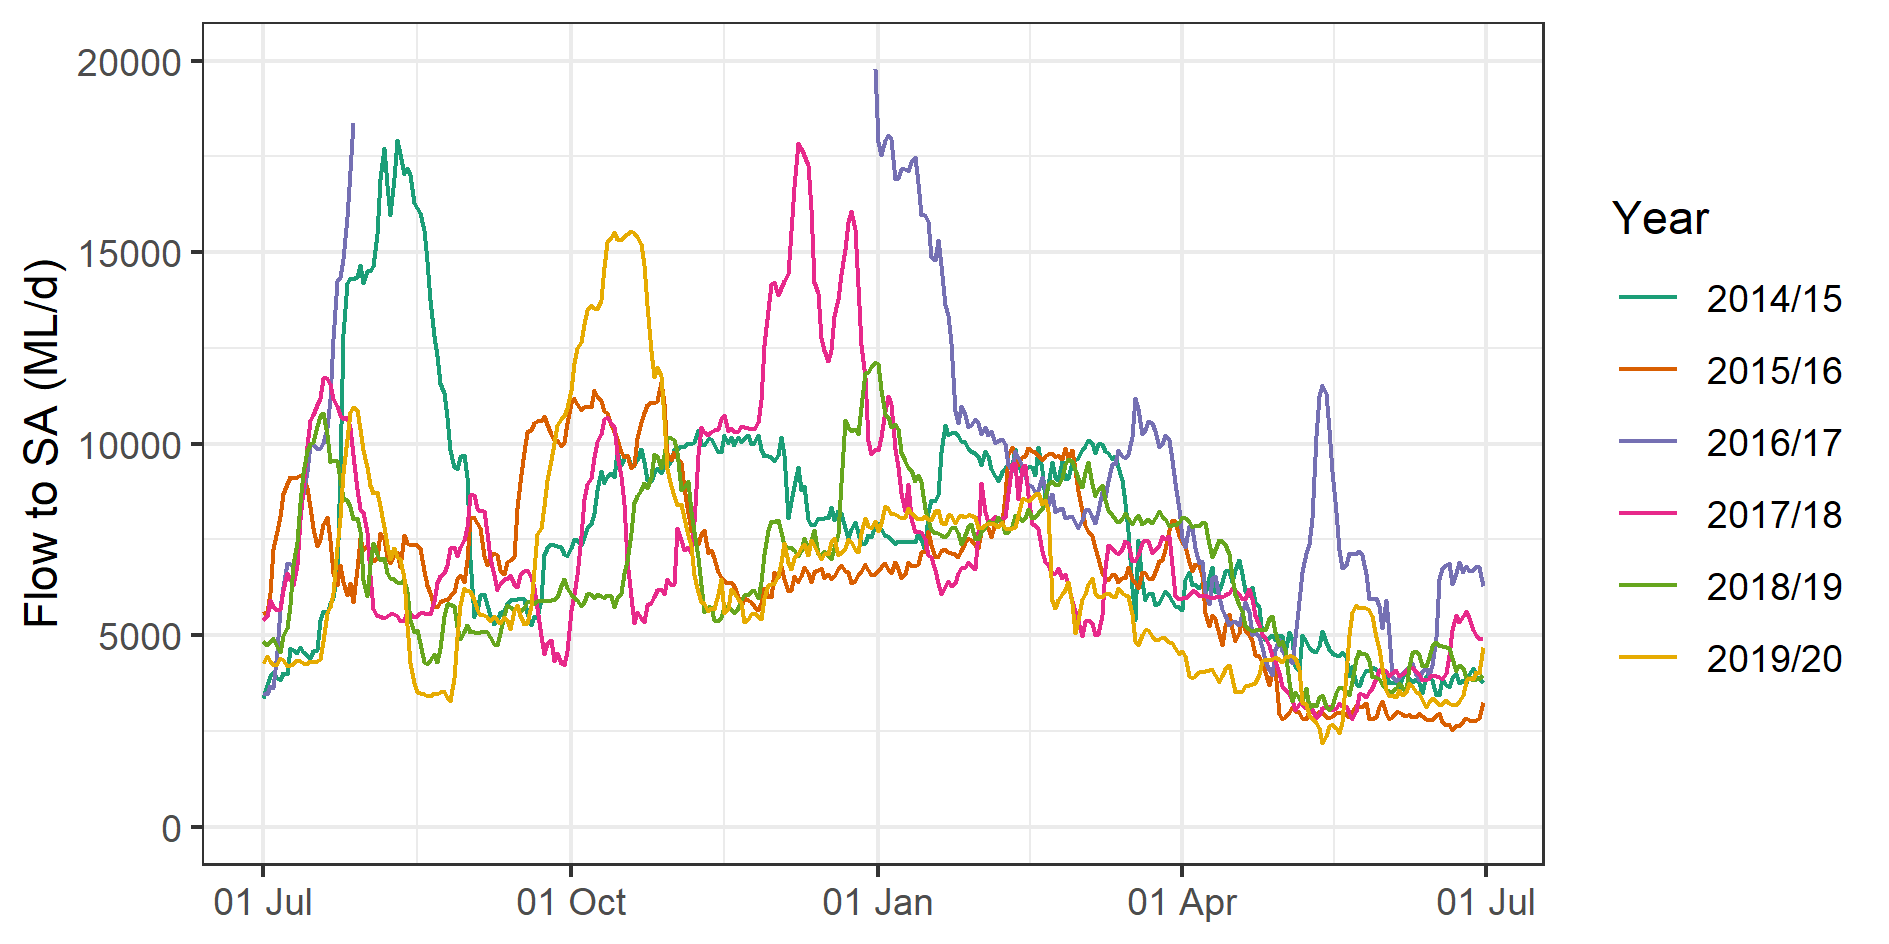 Flow to SA (ML/d)
20000
15000
10000
5000
0
01 Jul
01 Oct
01 Jan
01 Apr
01 Jul
Year
2014/15
2015/16
2016/17
2017/18
2018/19
2019/20